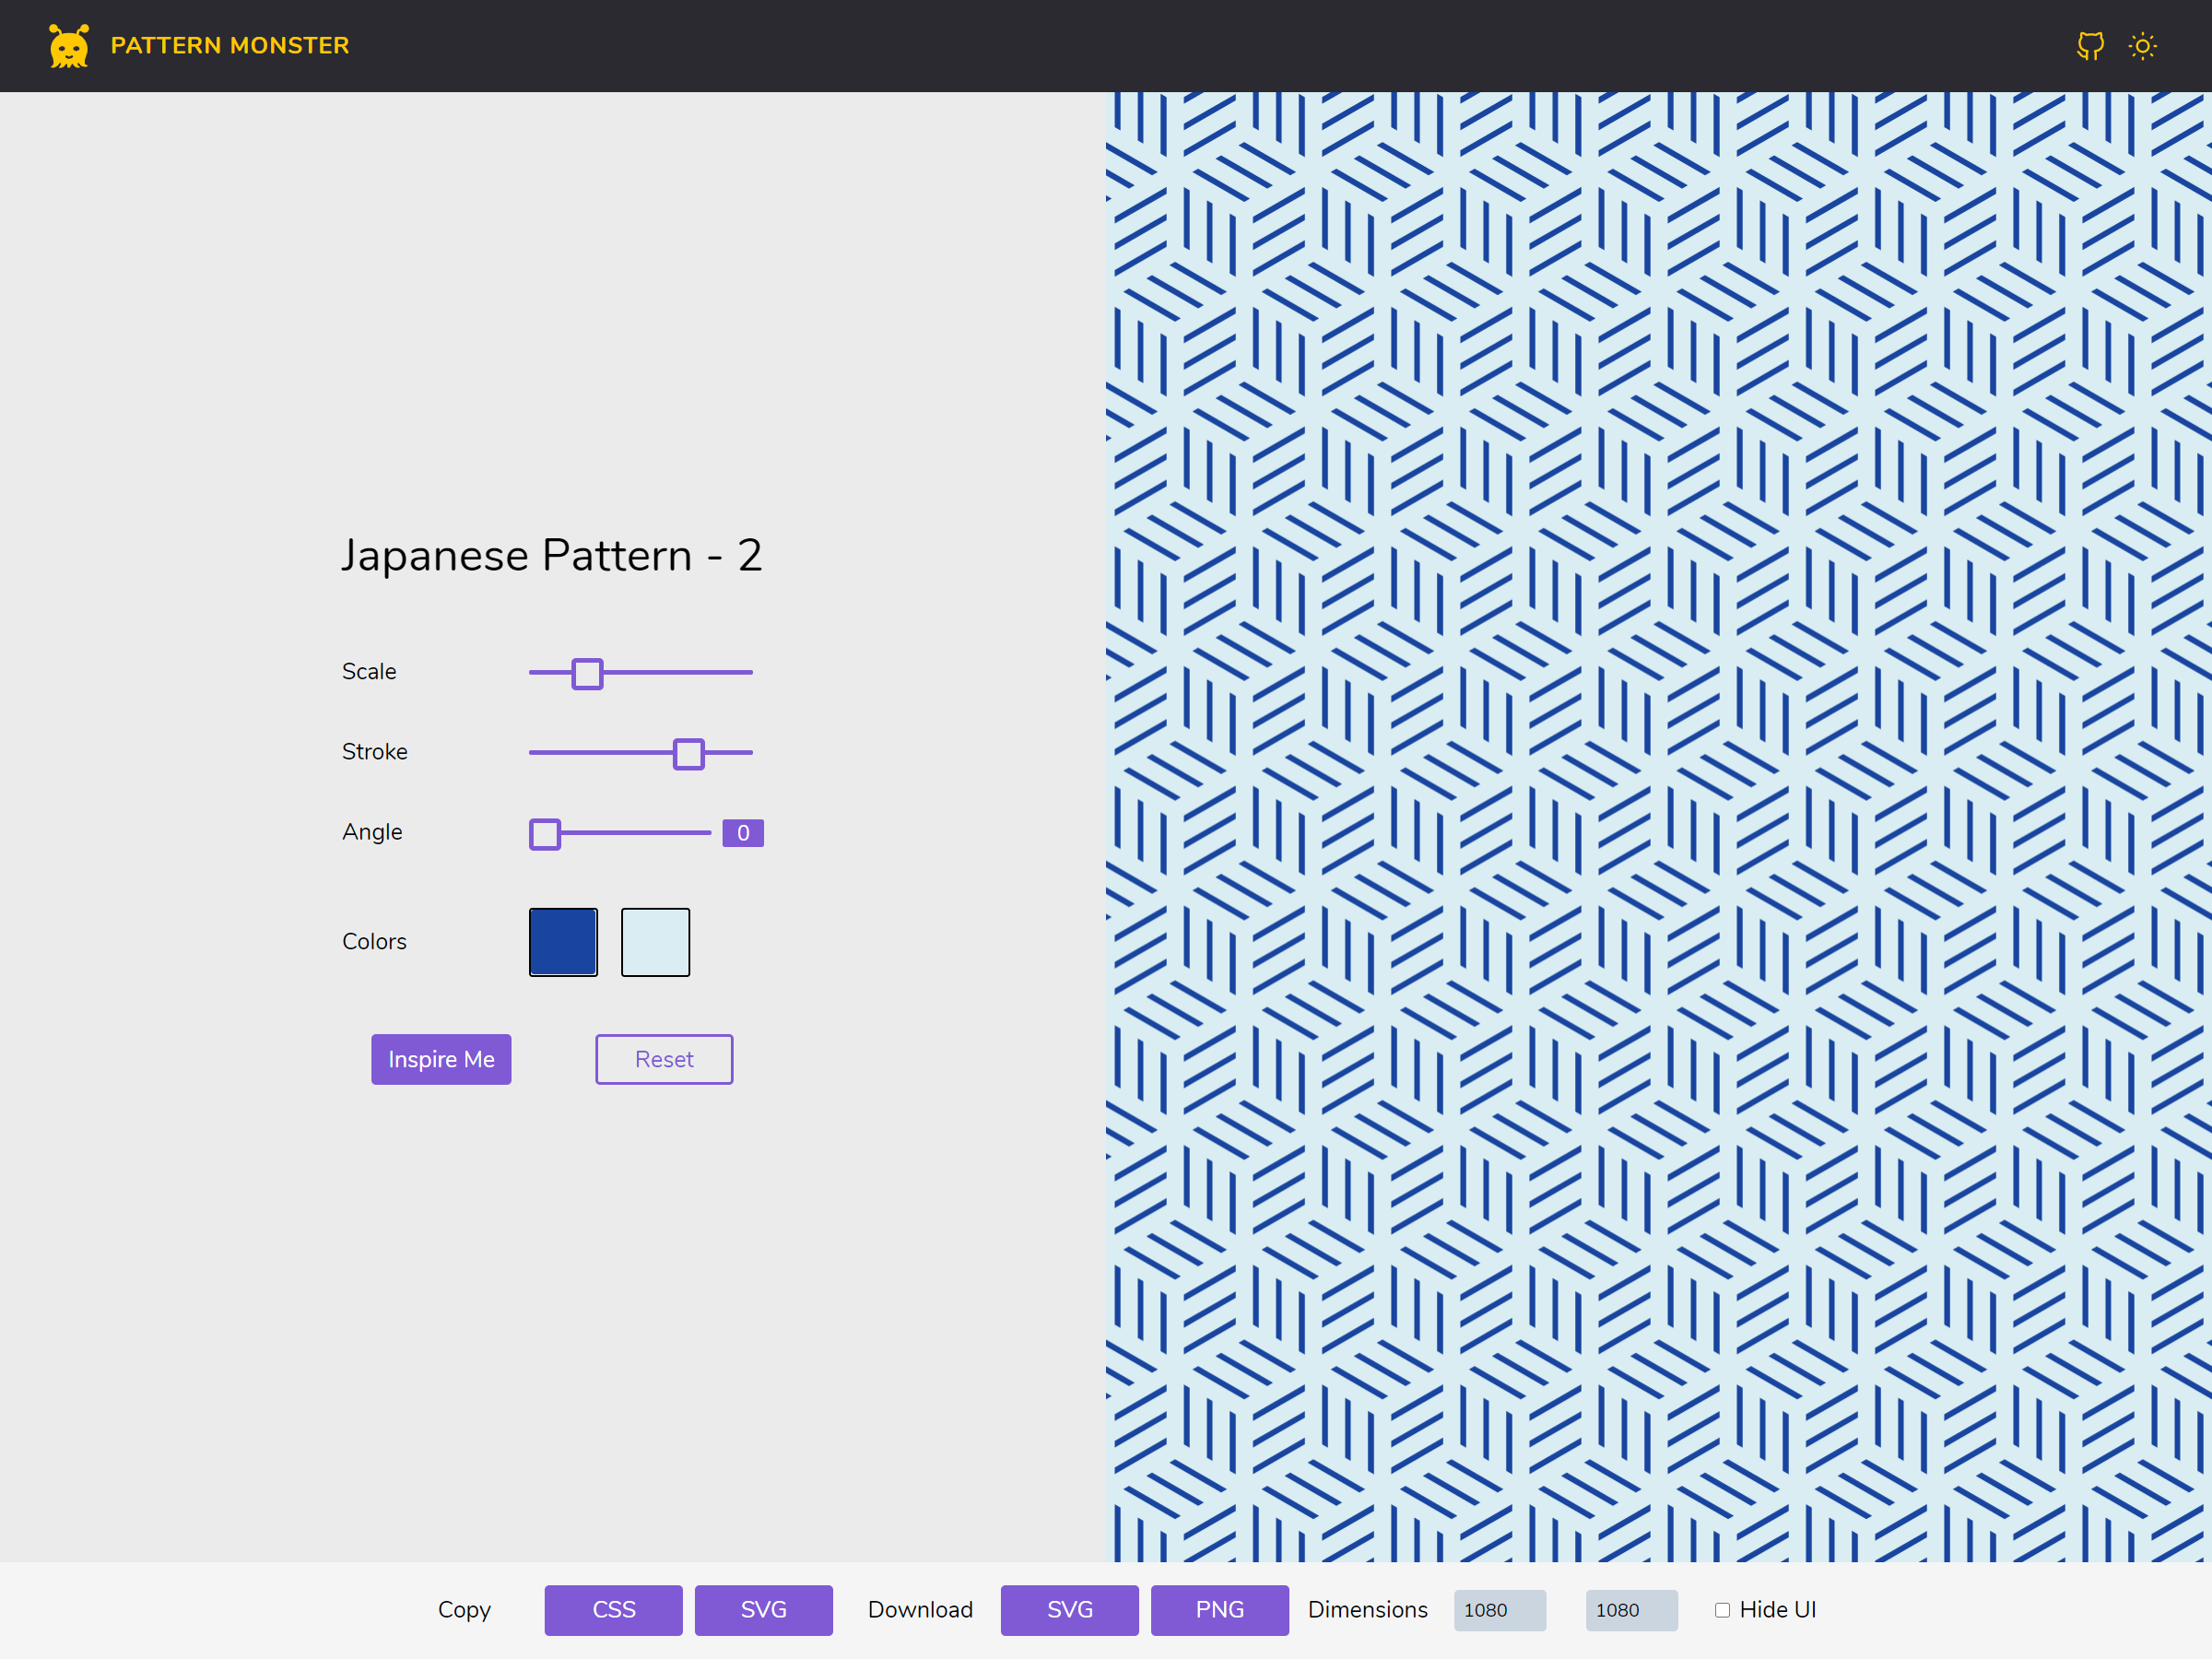 PATTERN MONSTER
Japanese Pattern - 2
Scale
Stroke
Angle 0
Colors
Inspire Me Reset
Copy CSS SVG Download SVG PNG Dimensions 1080 1080 Hide UI